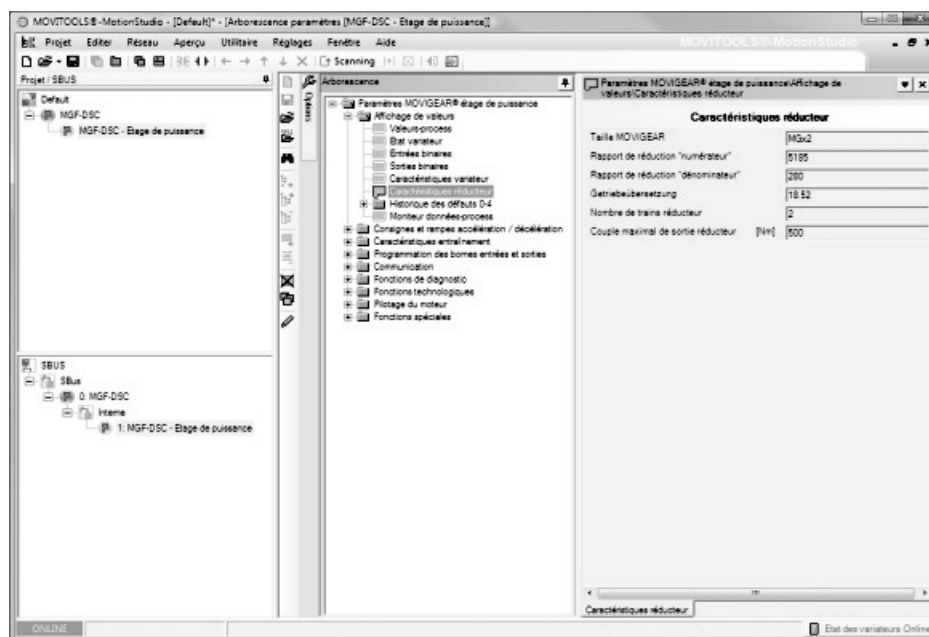 MOVITOOLS®-MotionStudio - [Default]* - [Arborescence paramètres [MGF-DSC - Etage de puissance]]
Projet Editer Réseau Aperçu Utilitaire Réglages Fenêtre Aide
MOVITOOLS®-MotionStudio
Scanning
Projet / SBUS
Default
MGF-DSC
MGF-DSC - Etage de puissance
SBUS
SBus
0: MGF-DSC
Interne
1: MGF-DSC - Etage de puissance
Options
Arborescence
Paramètres MOVIGEAR® étage de puissance
Affichage de valeurs
Valeurs-process
Etat variateur
Entrées binaires
Sorties binaires
Caractéristiques variateur
Caractéristiques réducteur
Historique des défauts 0-4
Moniteur données-process
Consignes et rampes accélération / décélération
Caractéristiques entraînement
Programmation des bornes entrées et sorties
Communication
Fonctions de diagnostic
Fonctions technologiques
Pilotage du moteur
Fonctions spéciales
Paramètres MOVIGEAR® étage de puissance\Affichage de
valeurs\Caractéristiques réducteur
Caractéristiques réducteur
Taille MOVIGEAR MGx2
Rapport de réduction "numérateur" 5185
Rapport de réduction "dénominateur" 280
Getriebeübersetzung 18.52
Nombre de trains réducteur 2
Couple maximal de sortie réducteur [Nm] 500
Caractéristiques réducteur
ONLINE
Etat des variateurs Online